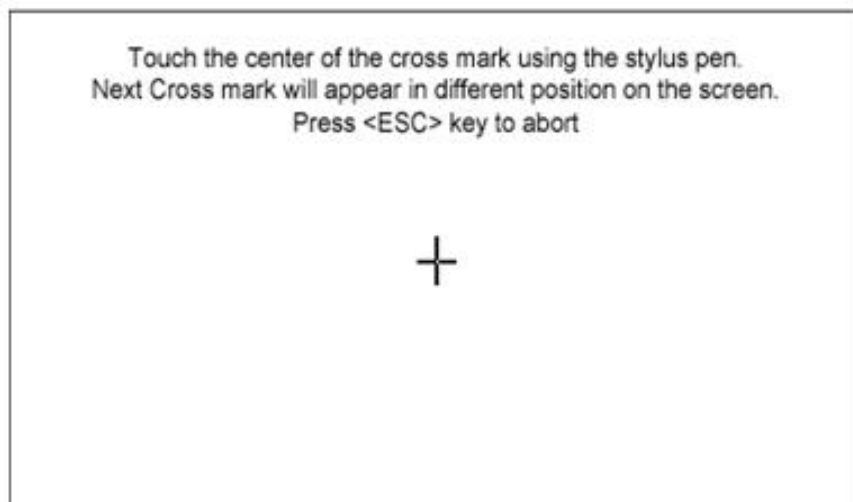 Touch the center of the cross mark using the stylus pen.
Next Cross mark will appear in different position on the screen.
Press <ESC> key to abort